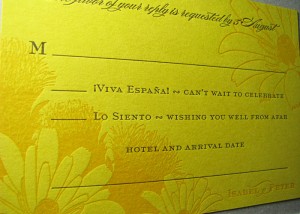 favor of your reply is requested by August
M
¡Viva España! ~ can't wait to celebrate
Lo Siento ~ wishing you well from afar
hotel and arrival date